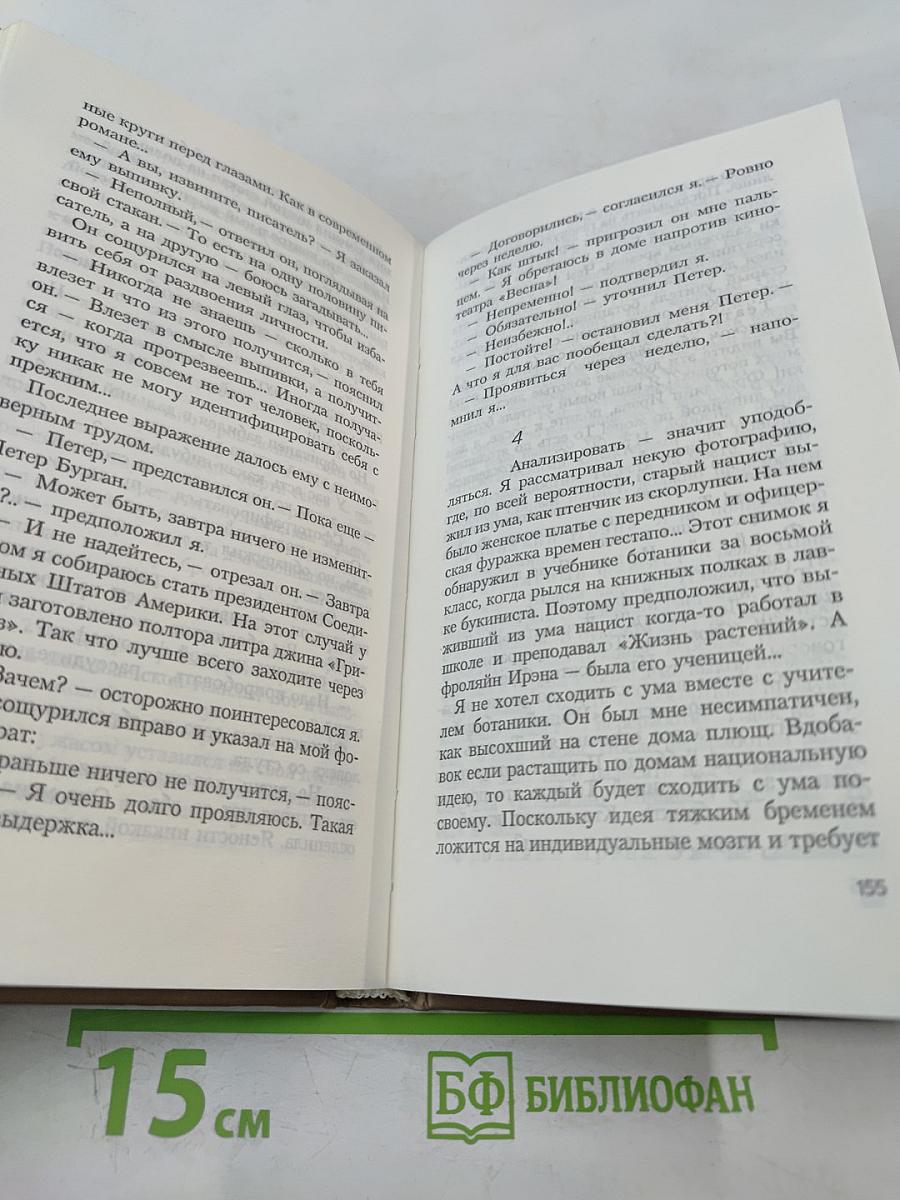 ные круги перед глазами. Как в современном
романе...
— А вы, извините, писатель? — Я заказал
ему выпивку.
— Неполный, — ответил он, поглядывая на
свой стакан. — То есть на одну половину пи-
сатель, а на другую — боюсь загадывать...
Он сощурился на левый глаз, чтобы изба-
вить себя от раздвоения личности.
— Никогда не знаешь — сколько в тебя
влезет и что из этого получится, — пояснил
он. — Влезет в смысле выпивки, а получит-
ся — когда протрезвеешь... Иногда получа-
ется, что я совсем не тот человек, посколь-
ку никак не могу идентифицировать себя с
прежним...
Последнее выражение далось ему с неимо-
верным трудом.
— Петер, — представился он. — Пока еще —
Петер Бурган.
— Может быть, завтра ничего не изменит-
?.. — предположил я.
— И не надейтесь, — отрезал он. — Завтра
ом я собираюсь стать президентом Соеди-
ных Штатов Америки. На этот случай у
я заготовлено полтора литра джина «Гри-
з». Так что лучше всего заходите через
ю.
Зачем? — осторожно поинтересовался я.
сощурился вправо и указал на мой фо-
рат:
раньше ничего не получится, — пояс-
— Я очень долго проявляюсь. Такая
выдержка...
— Договорились, — согласился я. — Ровно
через неделю.
— Как штык! — пригрозил он мне паль-
цем. — Я обретаюсь в доме напротив кино-
театра «Весна»!
— Непременно! — подтвердил я.
— Обязательно! — уточнил Петер.
— Неизбежно!..
— Постойте! — остановил меня Петер. —
А что я для вас пообещал сделать?!
— Проявиться через неделю, — напо-
мнил я...
4
Анализировать — значит уподоб-
ляться. Я рассматривал некую фотографию,
где, по всей вероятности, старый нацист вы-
жил из ума, как птенчик из скорлупки. На нем
было женское платье с передником и офицер-
ская фуражка времен гестапо... Этот снимок я
обнаружил в учебнике ботаники за восьмой
класс, когда рылся на книжных полках в лав-
ке букиниста. Поэтому предположил, что вы-
живший из ума нацист когда-то работал в
школе и преподавал «Жизнь растений». А
фроляйн Ирэна — была его ученицей...
Я не хотел сходить с ума вместе с учите-
лем ботаники. Он был мне несимпатичен,
как высохший на стене дома плющ. Вдоба-
вок если растащить по домам национальную
идею, то каждый будет сходить с ума по-
своему. Поскольку идея тяжким бременем
ложится на индивидуальные мозги и требует
155
15 см
БФ БИБЛИОФАН